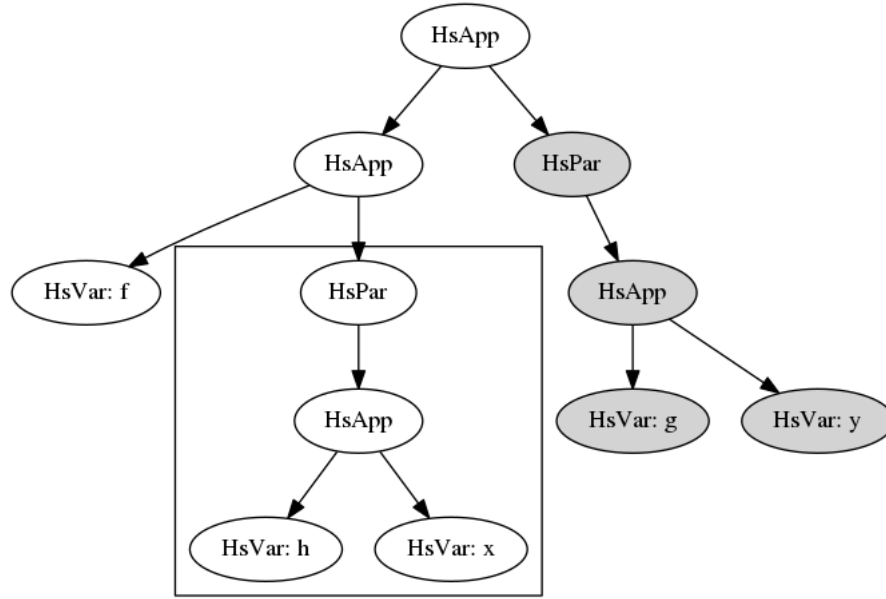 HsApp
HsApp
HsPar
HsVar: f
HsPar
HsApp
HsApp
HsVar: g
HsVar: y
HsVar: h
HsVar: x